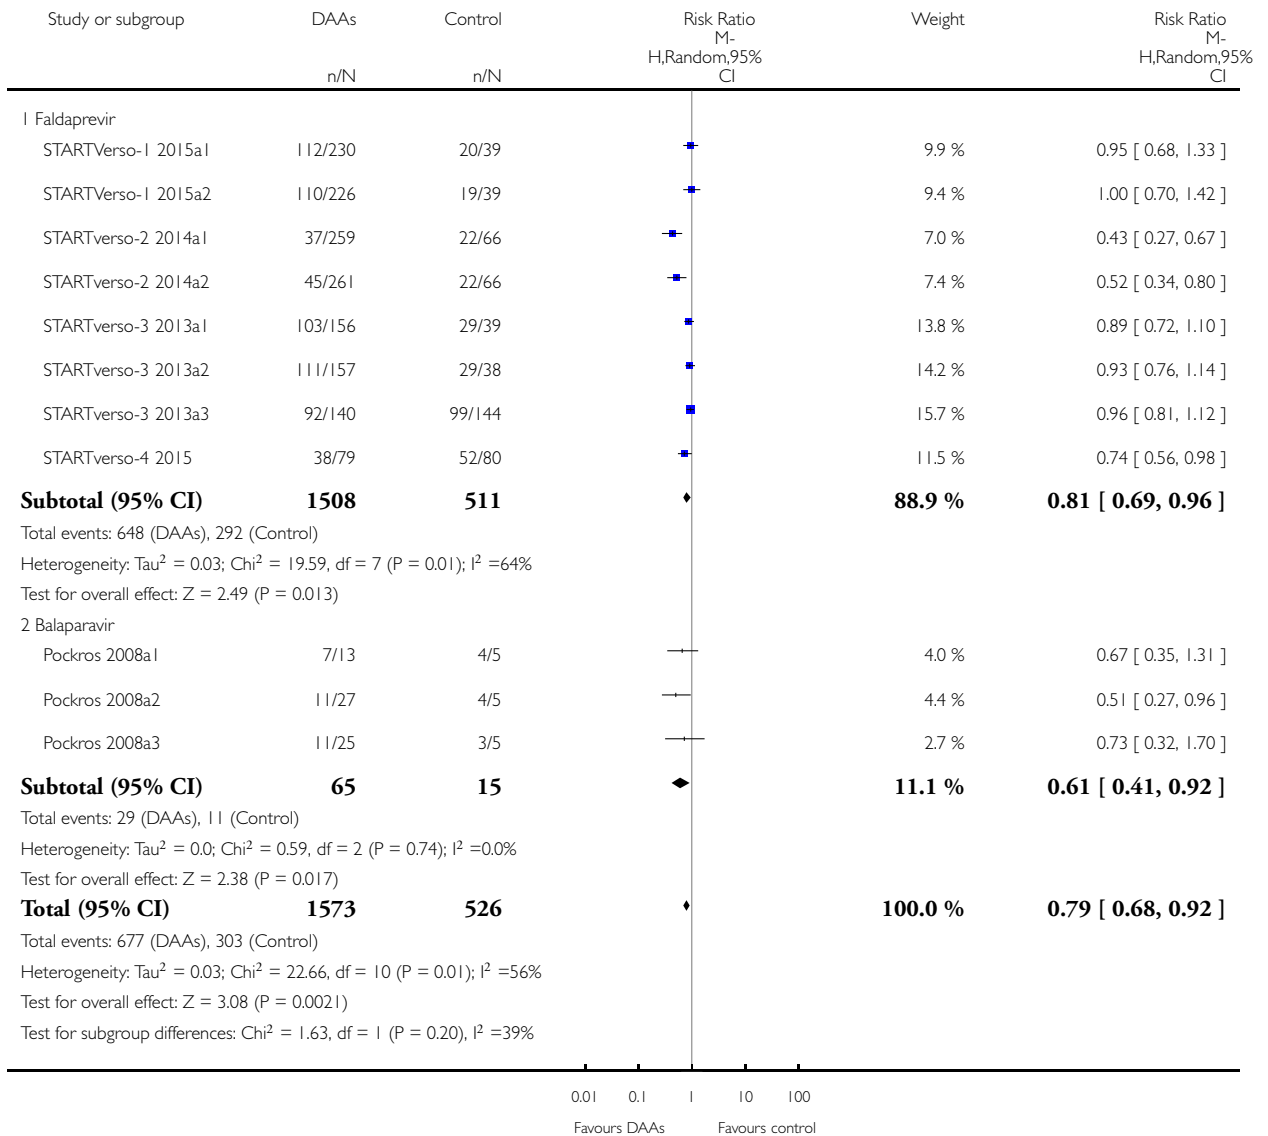 Study or subgroup DAAs Control Risk Ratio Weight Risk Ratio
M- M-
H,Random,95% H,Random,95%
n/N n/N CI CI
1 Faldaprevir
STARTVerso-1 2015a1 112/230 20/39 9.9 % 0.95 [ 0.68, 1.33 ]
STARTVerso-1 2015a2 110/226 19/39 9.4 % 1.00 [ 0.70, 1.42 ]
STARTverso-2 2014a1 37/259 22/66 7.0 % 0.43 [ 0.27, 0.67 ]
STARTverso-2 2014a2 45/261 22/66 7.4 % 0.52 [ 0.34, 0.80 ]
STARTverso-3 2013a1 103/156 29/39 13.8 % 0.89 [ 0.72, 1.10 ]
STARTverso-3 2013a2 111/157 29/38 14.2 % 0.93 [ 0.76, 1.14 ]
STARTverso-3 2013a3 92/140 99/144 15.7 % 0.96 [ 0.81, 1.12 ]
STARTverso-4 2015 38/79 52/80 11.5 % 0.74 [ 0.56, 0.98 ]
Subtotal (95% CI) 1508 511 88.9 % 0.81 [ 0.69, 0.96 ]
Total events: 648 (DAAs), 292 (Control)
Heterogeneity: Tau² = 0.03; Chi² = 19.59, df = 7 (P = 0.01); I² =64%
Test for overall effect: Z = 2.49 (P = 0.013)
2 Balaparavir
Pockros 2008a1 7/13 4/5 4.0 % 0.67 [ 0.35, 1.31 ]
Pockros 2008a2 11/27 4/5 4.4 % 0.51 [ 0.27, 0.96 ]
Pockros 2008a3 11/25 3/5 2.7 % 0.73 [ 0.32, 1.70 ]
Subtotal (95% CI) 65 15 11.1 % 0.61 [ 0.41, 0.92 ]
Total events: 29 (DAAs), 11 (Control)
Heterogeneity: Tau² = 0.0; Chi² = 0.59, df = 2 (P = 0.74); I² =0.0%
Test for overall effect: Z = 2.38 (P = 0.017)
Total (95% CI) 1573 526 100.0 % 0.79 [ 0.68, 0.92 ]
Total events: 677 (DAAs), 303 (Control)
Heterogeneity: Tau² = 0.03; Chi² = 22.66, df = 10 (P = 0.01); I² =56%
Test for overall effect: Z = 3.08 (P = 0.0021)
Test for subgroup differences: Chi² = 1.63, df = 1 (P = 0.20), I² =39%
0.01 0.1 1 10 100
Favours DAAs Favours control